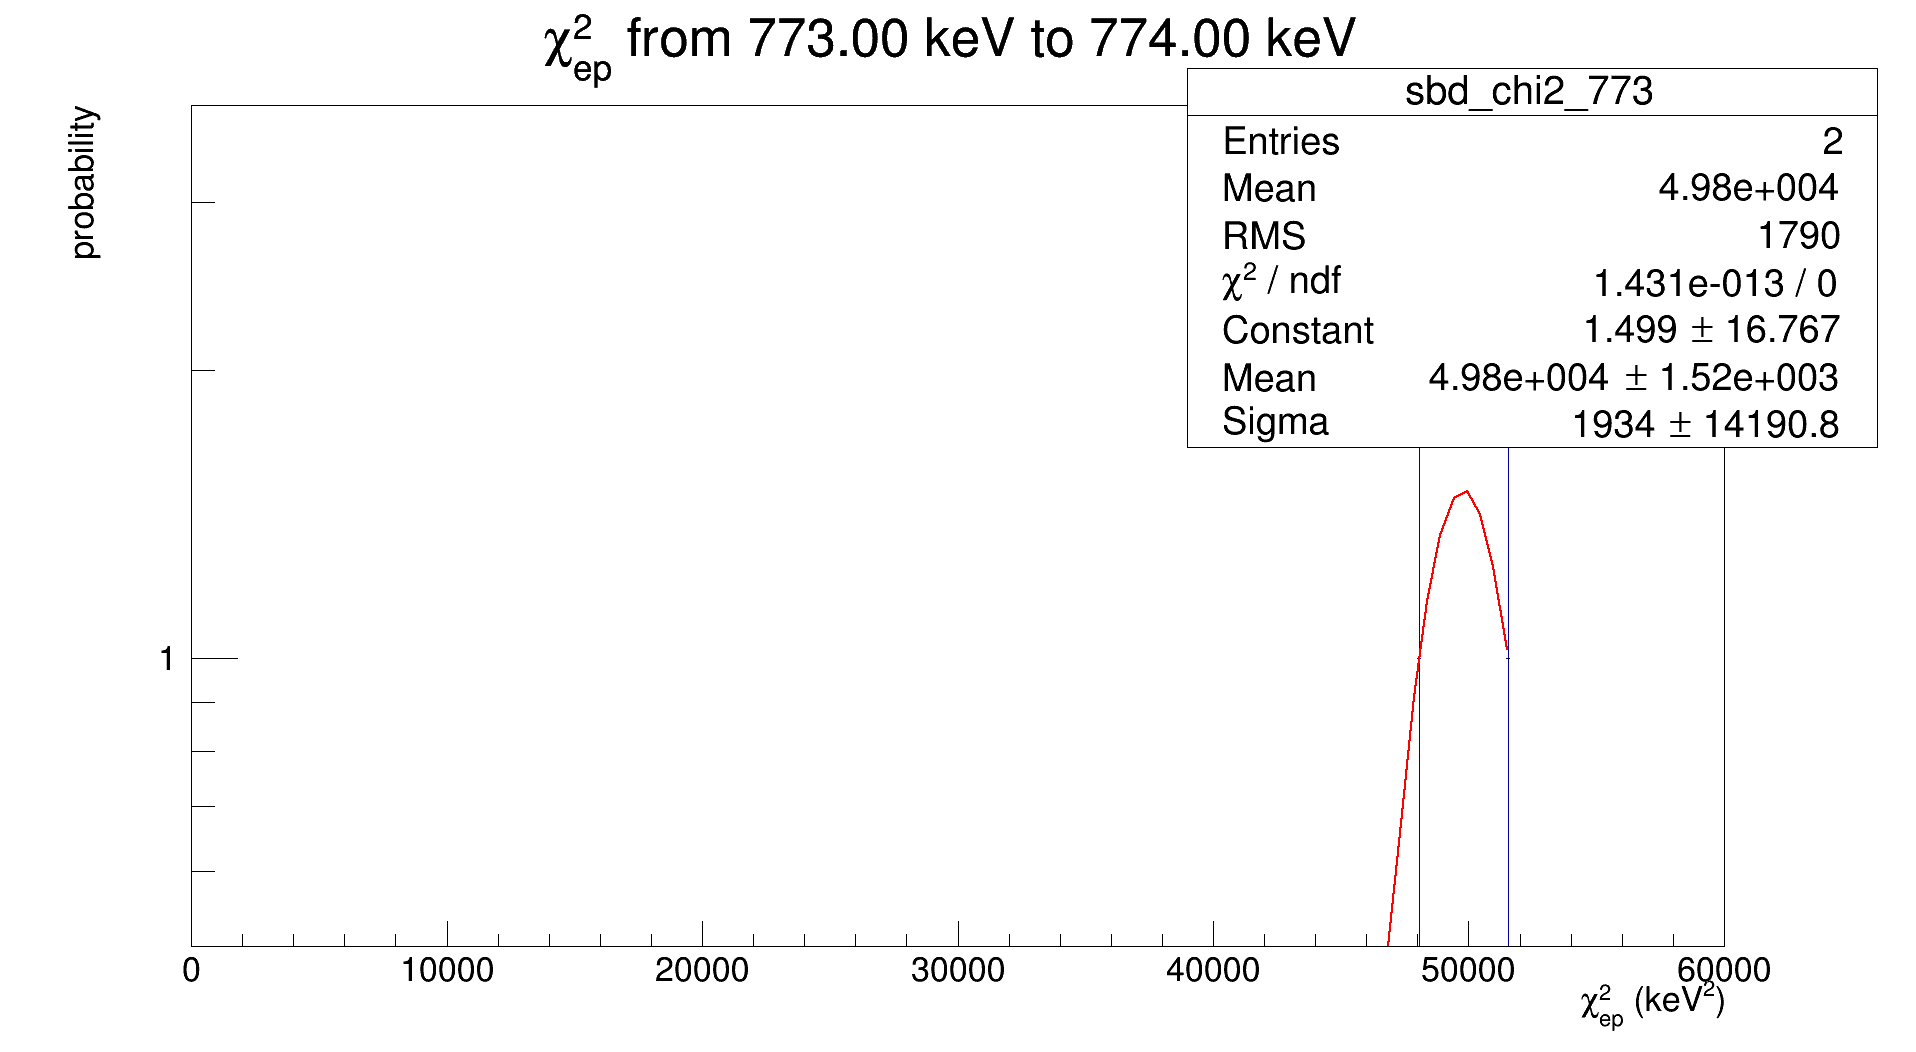 χ²ep from 773.00 keV to 774.00 keV
probability
sbd_chi2_773
Entries 2
Mean 4.98e+004
RMS 1790
χ² / ndf 1.431e-013 / 0
Constant 1.499 ± 16.767
Mean 4.98e+004 ± 1.52e+003
Sigma 1934 ± 14190.8
1
0 10000 20000 30000 40000 50000 60000
χ²ep (keV²)